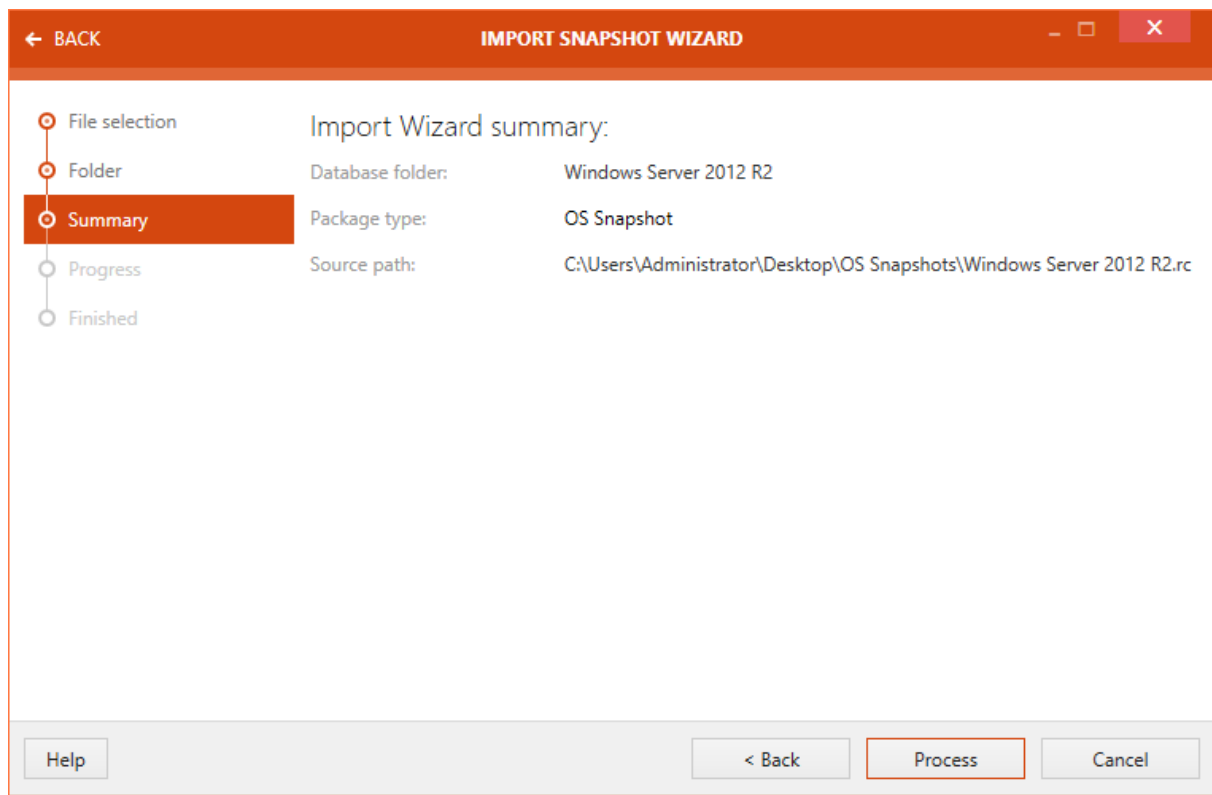 ← BACK
IMPORT SNAPSHOT WIZARD
File selection
Folder
Summary
Progress
Finished
Import Wizard summary:
Database folder: Windows Server 2012 R2
Package type: OS Snapshot
Source path: C:\Users\Administrator\Desktop\OS Snapshots\Windows Server 2012 R2.rc
Help
< Back
Process
Cancel